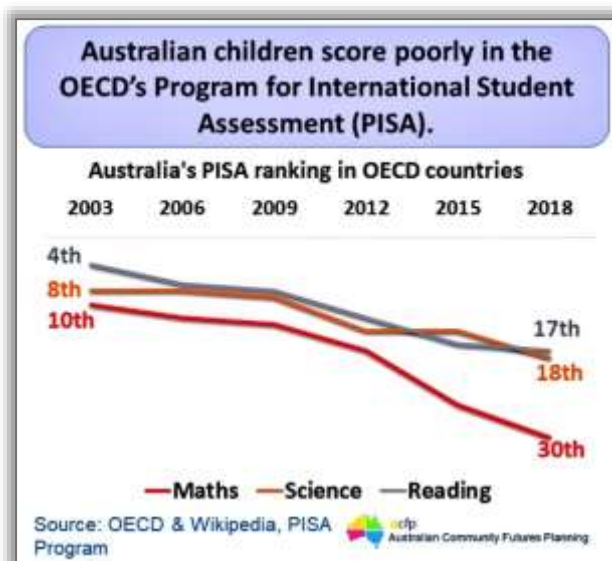 Australian children score poorly in the
OECD's Program for International Student
Assessment (PISA).
Australia's PISA ranking in OECD countries
2003 2006 2009 2012 2015 2018
4th
8th
10th
17th
18th
30th
Maths Science Reading
Source: OECD & Wikipedia, PISA
Program
acfp
Australian Community Futures Planning